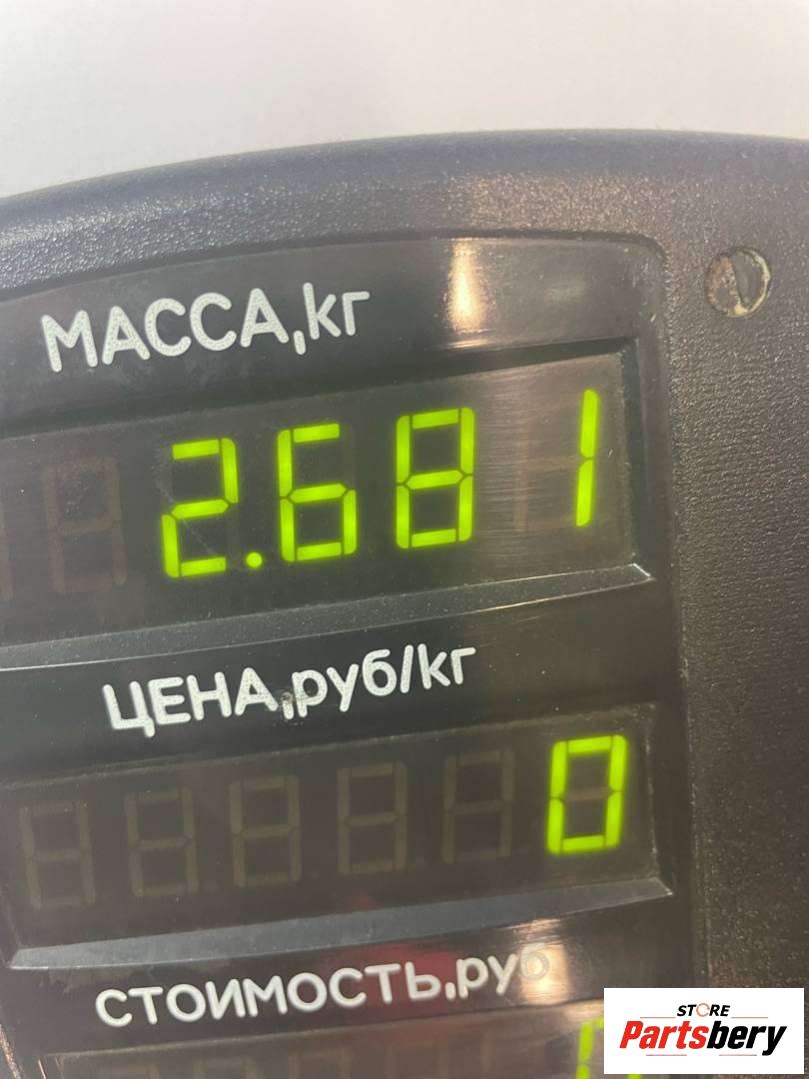 МАССА,кг
2.681
ЦЕНА,руб/кг
0
СТОИМОСТЬ,руб
STORE
Partsbery